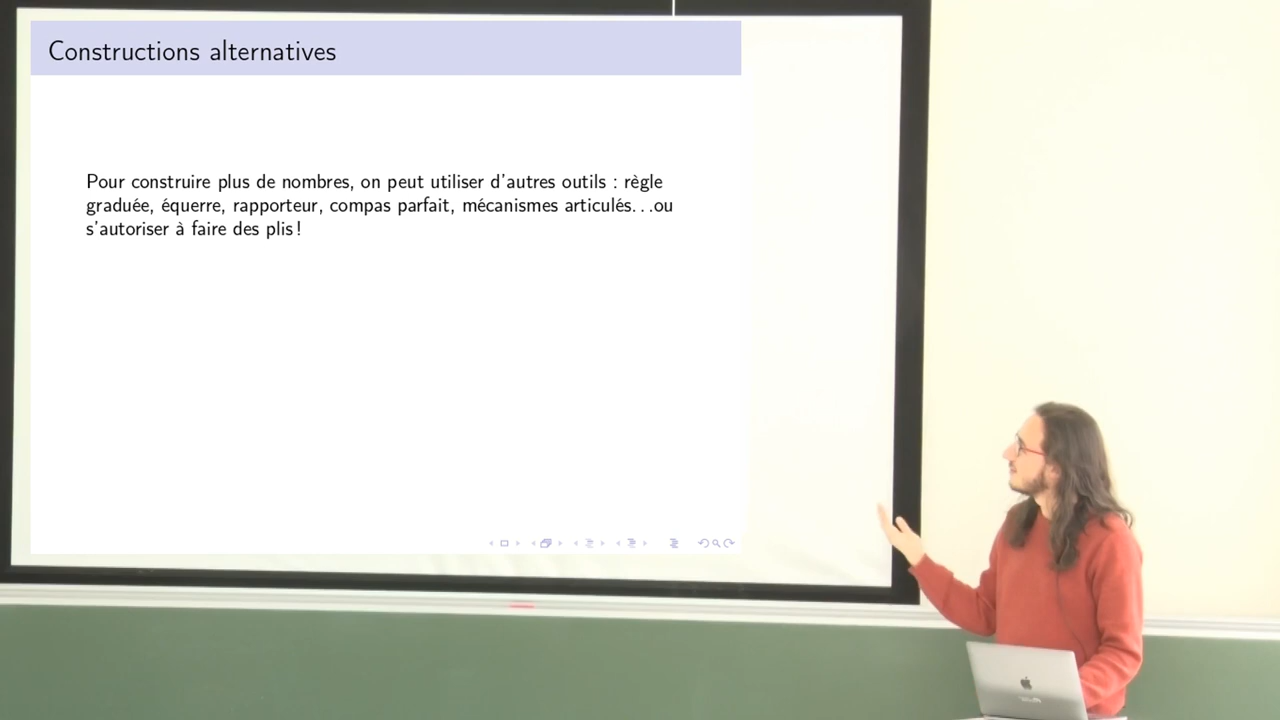 Constructions alternatives
Pour construire plus de nombres, on peut utiliser d'autres outils : règle
graduée, équerre, rapporteur, compas parfait, mécanismes articulés...ou
s'autoriser à faire des plis !